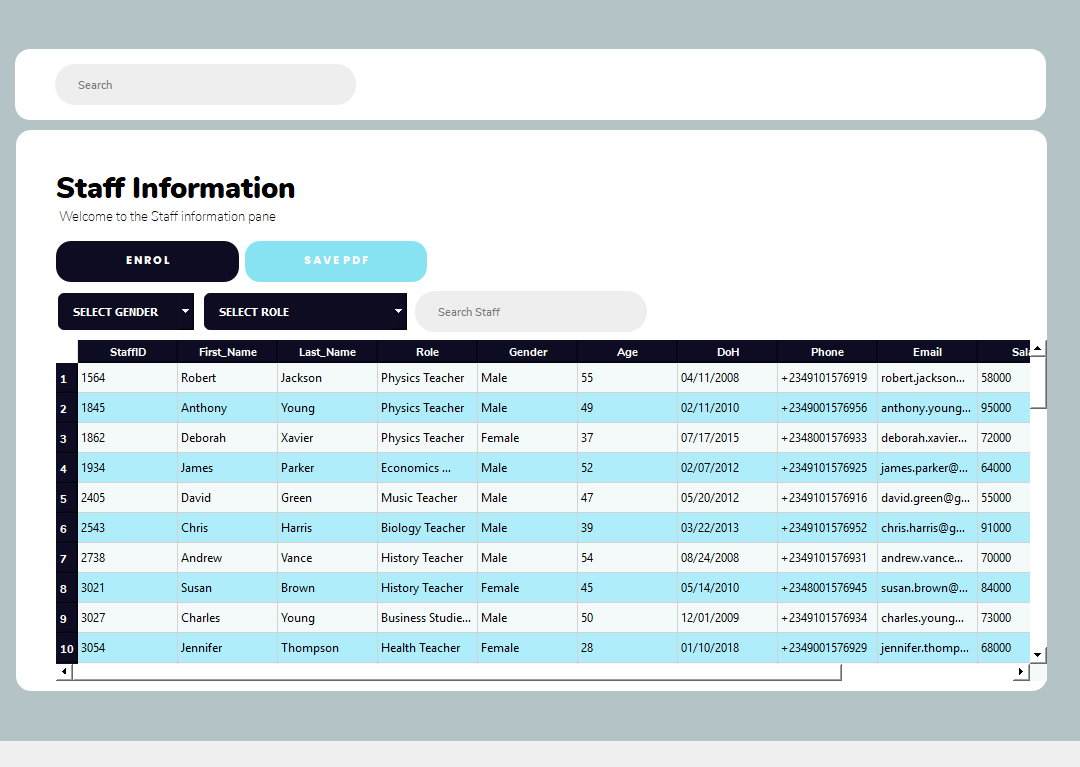 Search
Staff Information
Welcome to the Staff information pane
ENROL SAVE PDF
SELECT GENDER SELECT ROLE Search Staff
StaffID First_Name Last_Name Role Gender Age DoH Phone Email Sala
1 1564 Robert Jackson Physics Teacher Male 55 04/11/2008 +2349101576919 robert.jackson... 58000
2 1845 Anthony Young Physics Teacher Male 49 02/11/2010 +2349001576956 anthony.young... 95000
3 1862 Deborah Xavier Physics Teacher Female 37 07/17/2015 +2348001576933 deborah.xavier... 72000
4 1934 James Parker Economics ... Male 52 02/07/2012 +2349101576925 james.parker@... 64000
5 2405 David Green Music Teacher Male 47 05/20/2012 +2349101576916 david.green@g... 55000
6 2543 Chris Harris Biology Teacher Male 39 03/22/2013 +2349101576952 chris.harris@g... 91000
7 2738 Andrew Vance History Teacher Male 54 08/24/2008 +2349101576931 andrew.vance... 70000
8 3021 Susan Brown History Teacher Female 45 05/14/2010 +2348001576945 susan.brown@... 84000
9 3027 Charles Young Business Studie... Male 50 12/01/2009 +2349101576934 charles.young... 73000
10 3054 Jennifer Thompson Health Teacher Female 28 01/10/2018 +2349001576929 jennifer.thomp... 68000